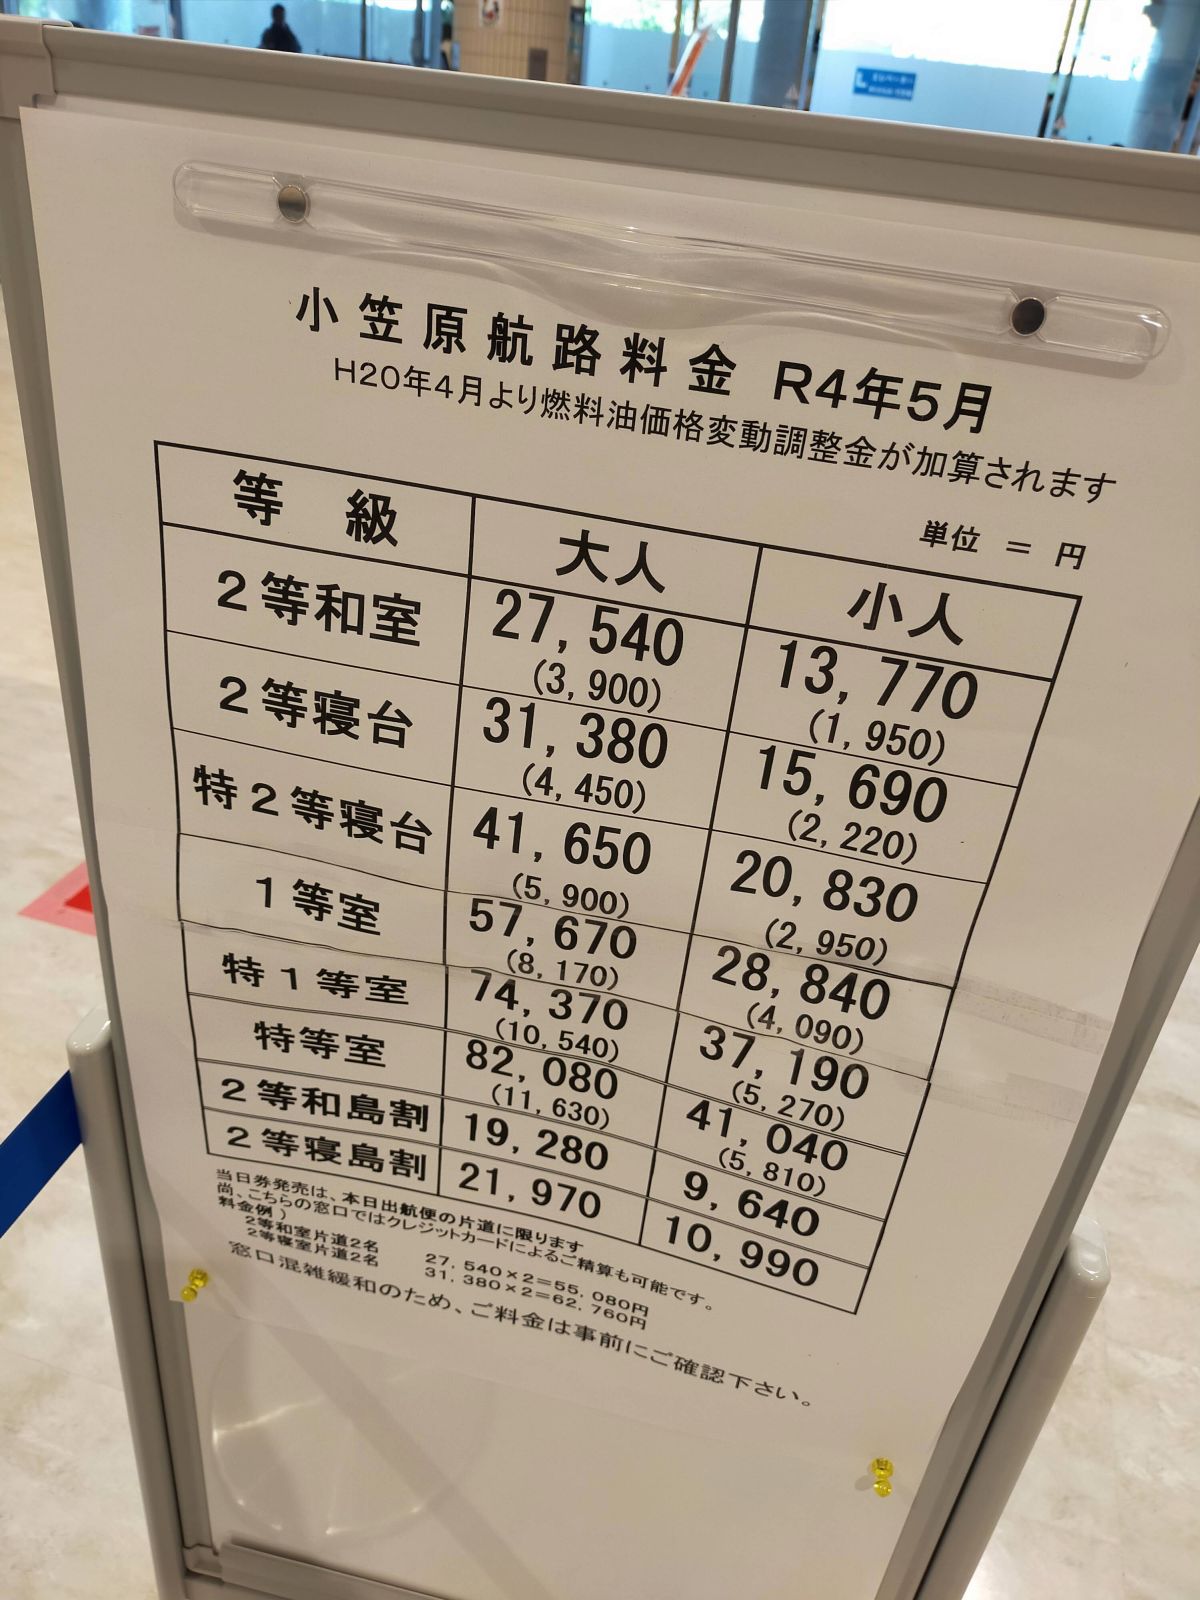 小笠原航路料金 R4年5月
H20年4月より燃料油価格変動調整金が加算されます
単位 = 円
等 級 大人 小人
2等和室 27,540 13,770
(3,900) (1,950)
2等寝台 31,380 15,690
(4,450) (2,220)
特2等寝台 41,650 20,830
(5,900) (2,950)
1等室 57,670 28,840
(8,170) (4,090)
特1等室 74,370 37,190
(10,540) (5,270)
特等室 82,080 41,040
(11,630) (5,810)
2等和島割 19,280 9,640
2等寝島割 21,970 10,990
当日券発売は、本日出航便の片道に限ります
尚、こちらの窓口ではクレジットカードによるご精算も可能です。
料金例)
2等和室片道2名 27,540×2=55,080円
2等寝室片道2名 31,380×2=62,760円
窓口混雑緩和のため、ご料金は事前にご確認下さい。